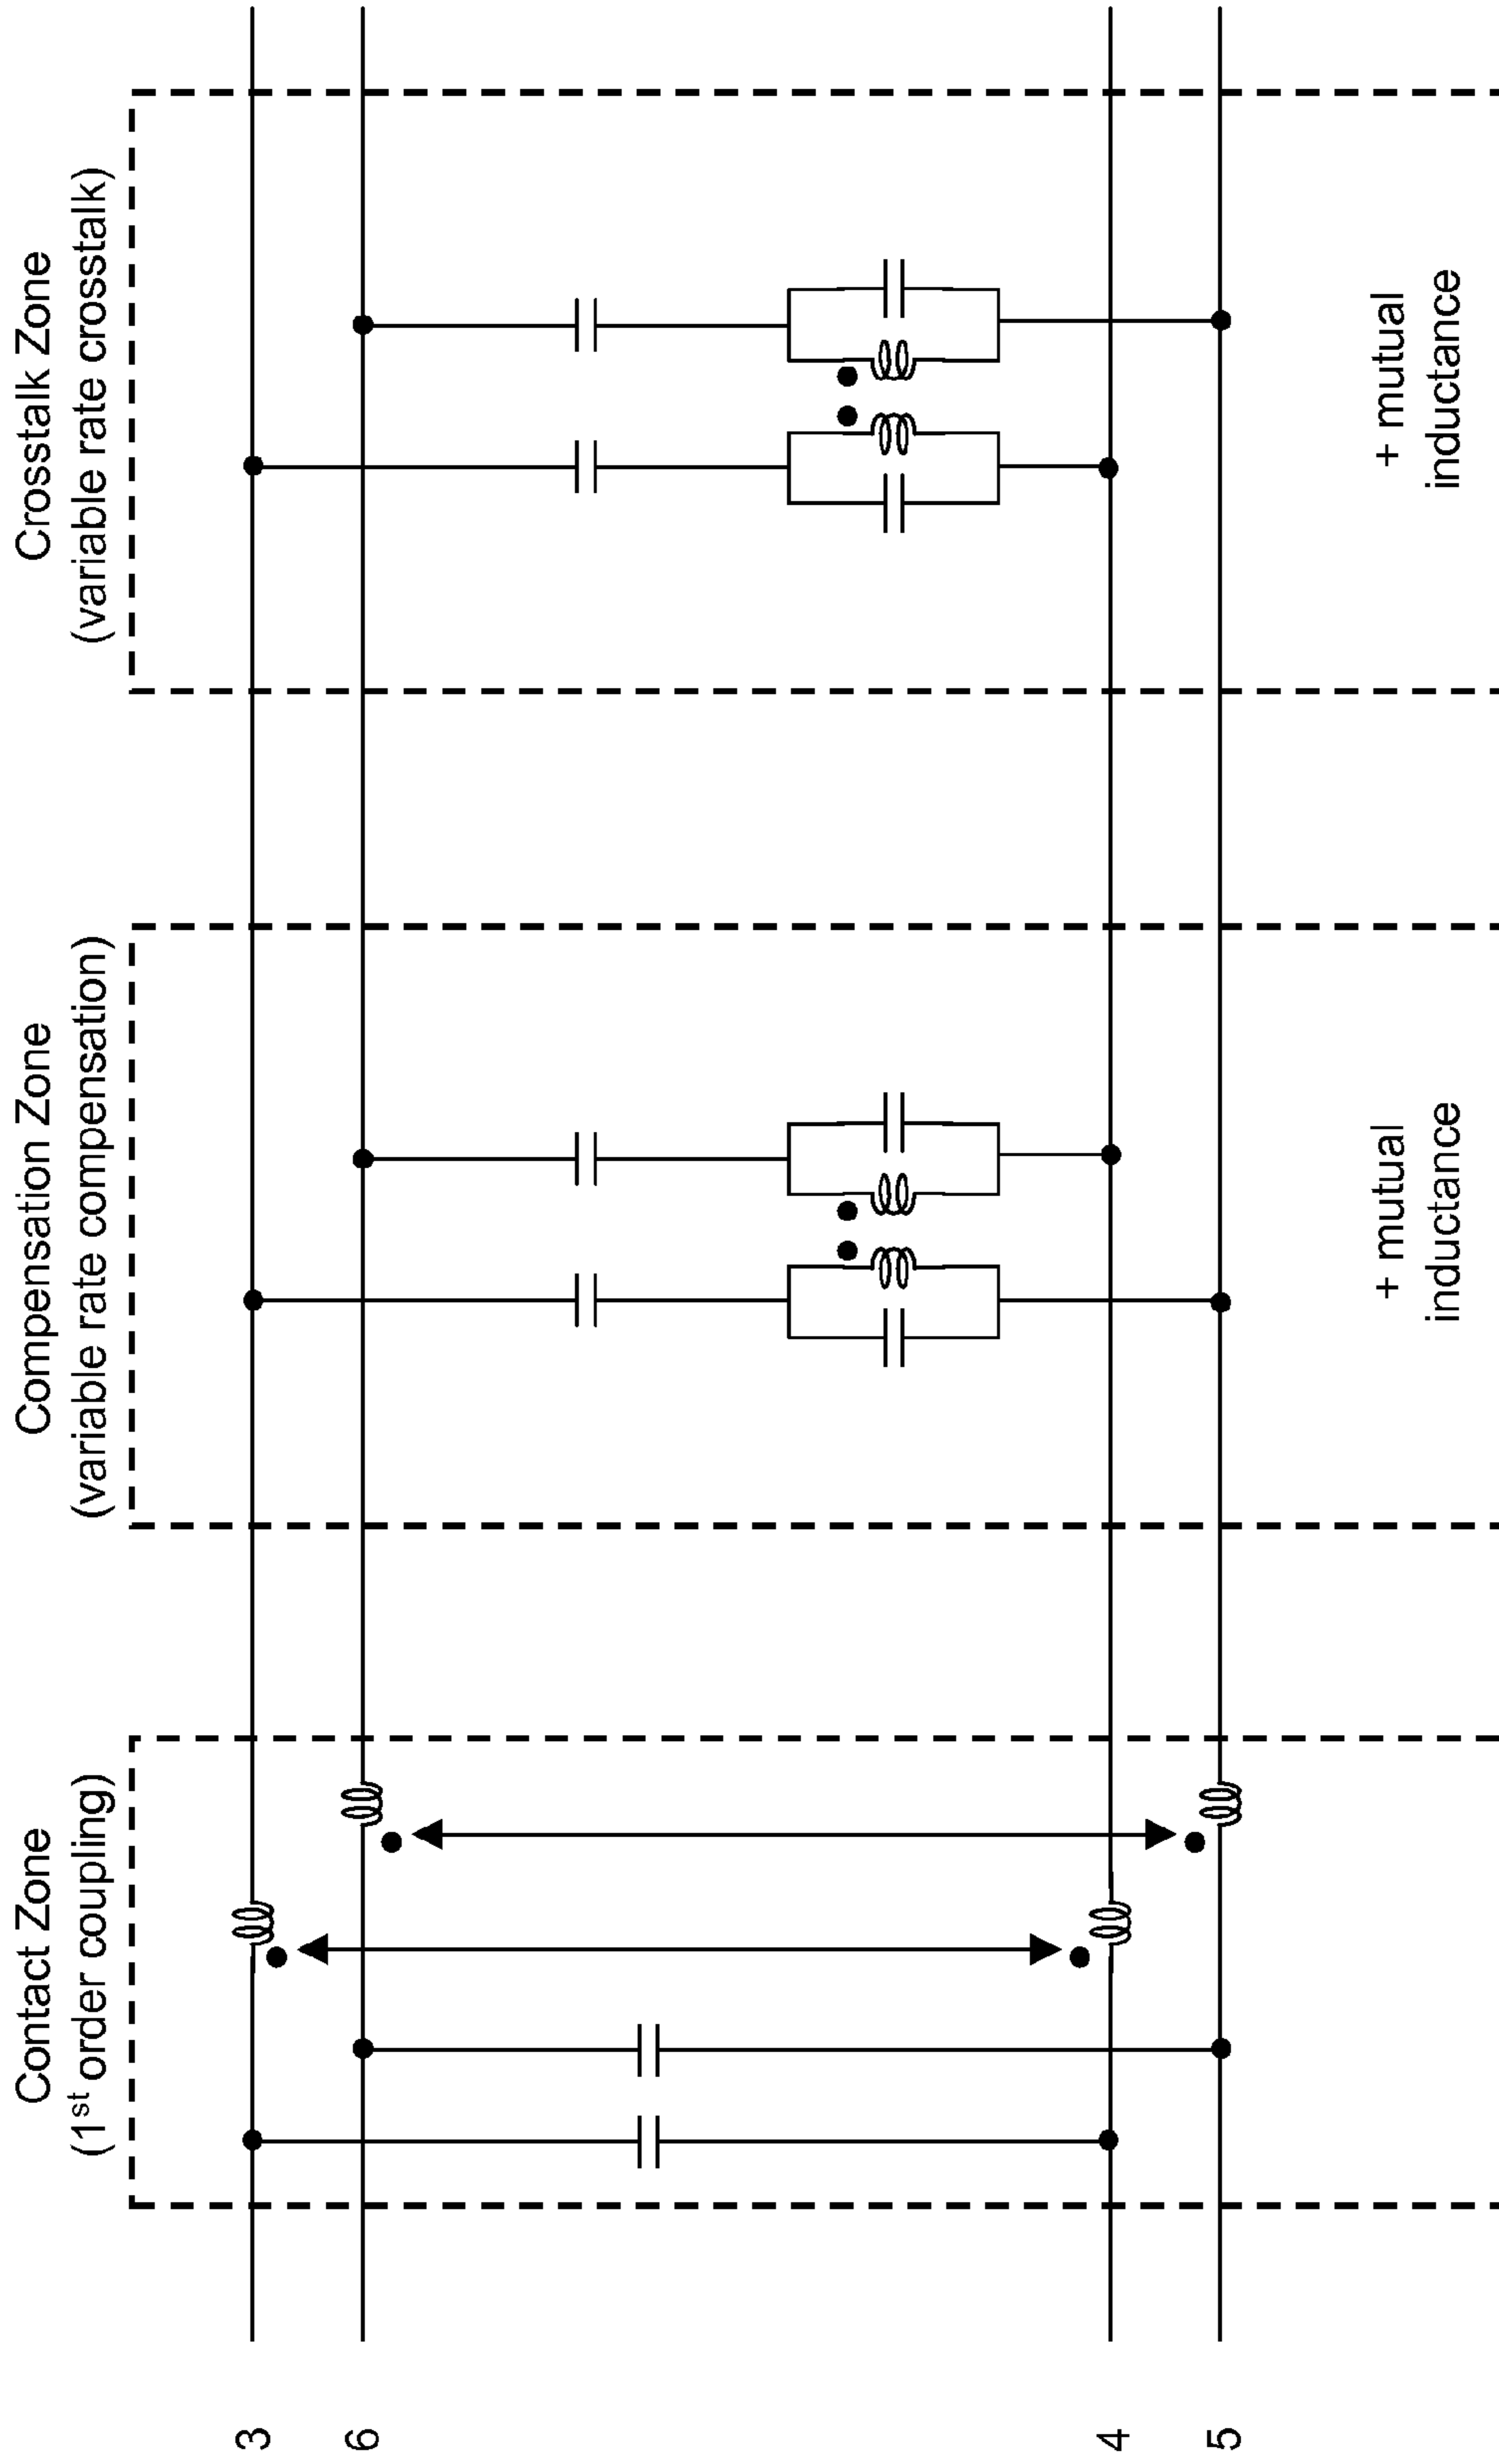 Contact Zone
(1st order coupling)
Compensation Zone
(variable rate compensation)
Crosstalk Zone
(variable rate crosstalk)
3
6
4
5
+ mutual
inductance
+ mutual
inductance